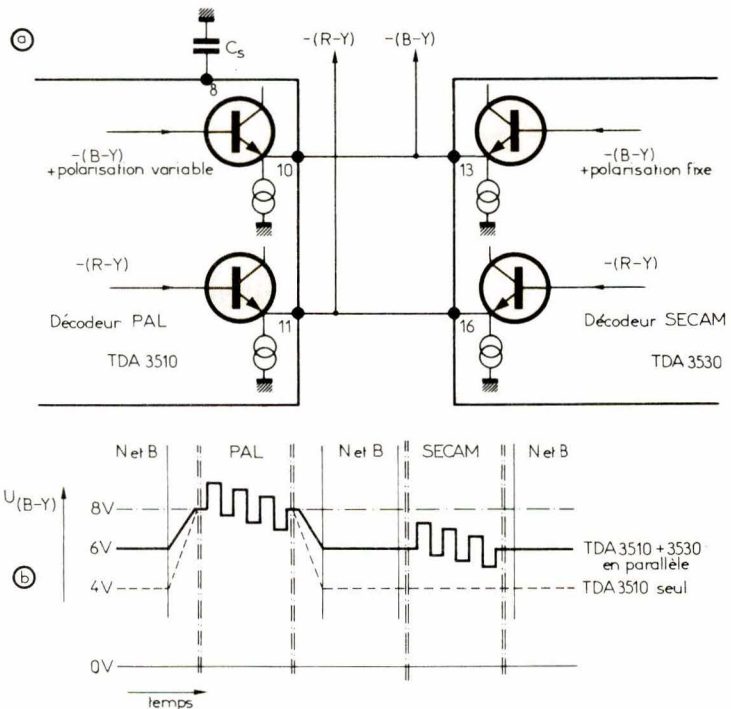 a
Cs
8
-(R-Y)
-(B-Y)
-(B-Y)
+polarisation variable
10
13
-(B-Y)
+polarisation fixe
-(R-Y)
-(R-Y)
Décodeur PAL
11
16
Décodeur SECAM
TDA 3510
TDA 3530
N et B
PAL
N et B
SECAM
N et B
U(B-Y)
8V
6V
TDA 3510 + 3530
en parallèle
b
4V
TDA 3510 seul
0V
temps